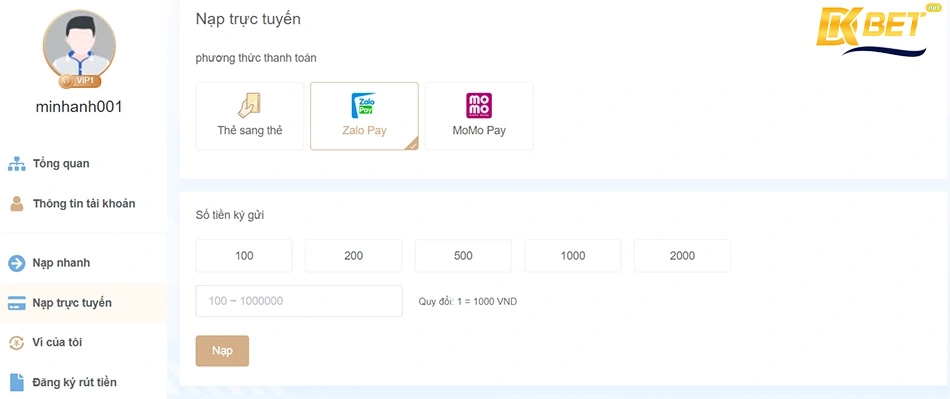 VIP1
minhanh001
Tổng quan
Thông tin tài khoản
Nạp nhanh
Nạp trực tuyến
Ví của tôi
Đăng ký rút tiền
Nạp trực tuyến
DKBET.net
phương thức thanh toán
Thẻ sang thẻ
Zalo Pay
Zalo Pay
mo mo
MoMo Pay
Số tiền ký gửi
100 200 500 1000 2000
100 ~ 1000000 Quy đổi: 1 = 1000 VND
Nạp